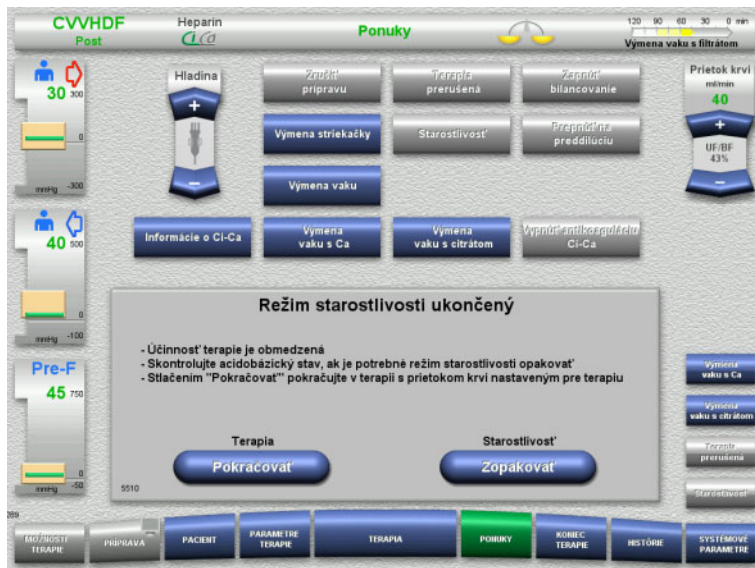 CVVHDF
Post
Heparin
Ci Ca
Ponuky
120 90 60 30 0 min
Výmena vaku s filtrátom
30 300
0
mmHg -300
40 500
0
mmHg -100
Pre-F
45 750
0
mmHg -50
Hladina
+
−
Zrušiť
prípravu
Terapia
prerušená
Zapnúť
bilancovanie
Výmena striekačky
Starostlivosť
Prepnúť na
preddilúciu
Výmena vaku
Informácie o Ci-Ca
Výmena
vaku s Ca
Výmena
vaku s citrátom
Vypnúť antikoaguláciu
Ci-Ca
Prietok krvi
ml/min
40
+
UF/BF
43%
−
Režim starostlivosti ukončený
- Účinnosť terapie je obmedzená
- Skontrolujte acidobázický stav, ak je potrebné režim starostlivosti opakovať
- Stlačením "Pokračovať" pokračujte v terapii s prietokom krvi nastaveným pre terapiu
Terapia
Pokračovať
Starostlivosť
Zopakovať
5510
Výmena
vaku s Ca
Výmena
vaku s citrátom
Terapia
prerušená
Starostlivosť
289
MOŽNOSTI
TERAPIE
PRÍPRAVA
PACIENT
PARAMETRE
TERAPIE
TERAPIA
PONUKY
KONIEC
TERAPIE
HISTÓRIE
SYSTÉMOVÉ
PARAMETRE